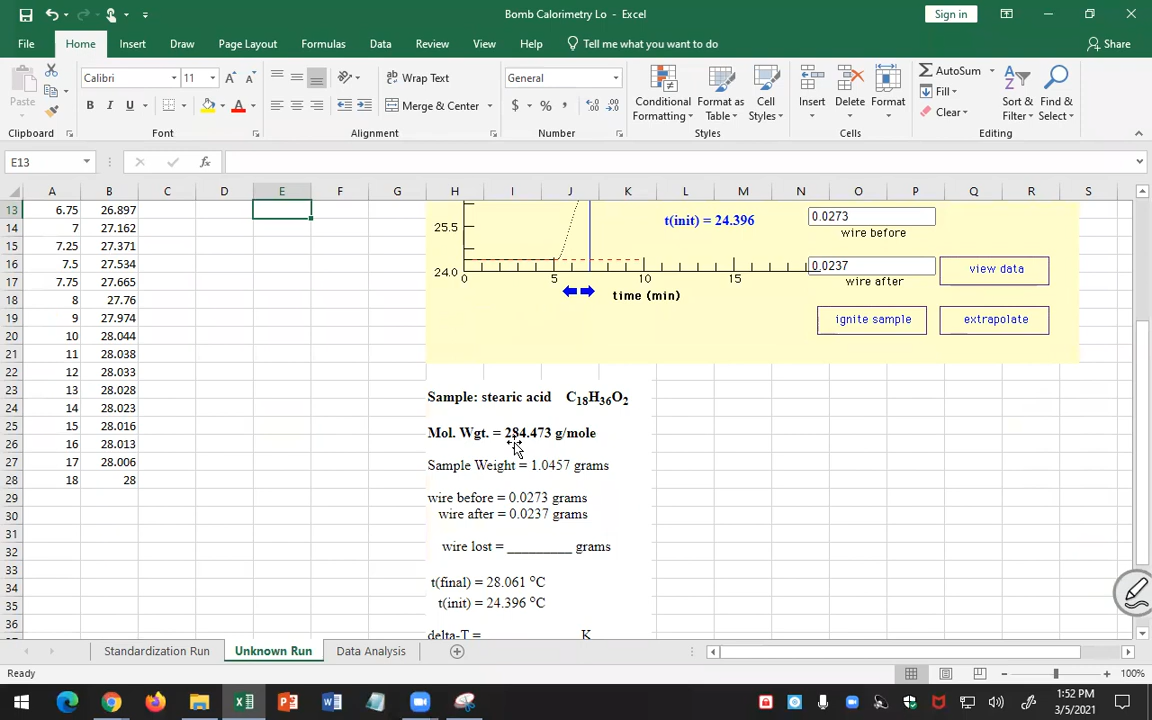 Bomb Calorimetry Lo - Excel
Sign in
File Home Insert Draw Page Layout Formulas Data Review View Help Tell me what you want to do Share
Paste
Calibri 11
B I U
Wrap Text
Merge & Center
General
$ % ,
Conditional Formatting
Format as Table
Cell Styles
Insert Delete Format
AutoSum
Fill
Clear
Sort & Filter
Find & Select
Clipboard Font Alignment Number Styles Cells Editing
E13 fx
A B C D E F G H I J K L M N O P Q R S
13 6.75 26.897
14 7 27.162
15 7.25 27.371
16 7.5 27.534
17 7.75 27.665
18 8 27.76
19 9 27.974
20 10 28.044
21 11 28.038
22 12 28.033
23 13 28.028
24 14 28.023
25 15 28.016
26 16 28.013
27 17 28.006
28 18 28
29
30
31
32
33
34
35
36
25.5
24.0
0 5 10 15
time (min)
t(init) = 24.396
0.0273
wire before
0.0237
wire after
view data
ignite sample
extrapolate
Sample: stearic acid C18H36O2
Mol. Wgt. = 284.473 g/mole
Sample Weight = 1.0457 grams
wire before = 0.0273 grams
wire after = 0.0237 grams
wire lost = _________ grams
t(final) = 28.061 °C
t(init) = 24.396 °C
delta-T = K
Standardization Run Unknown Run Data Analysis
Ready
100%
1:52 PM
3/5/2021